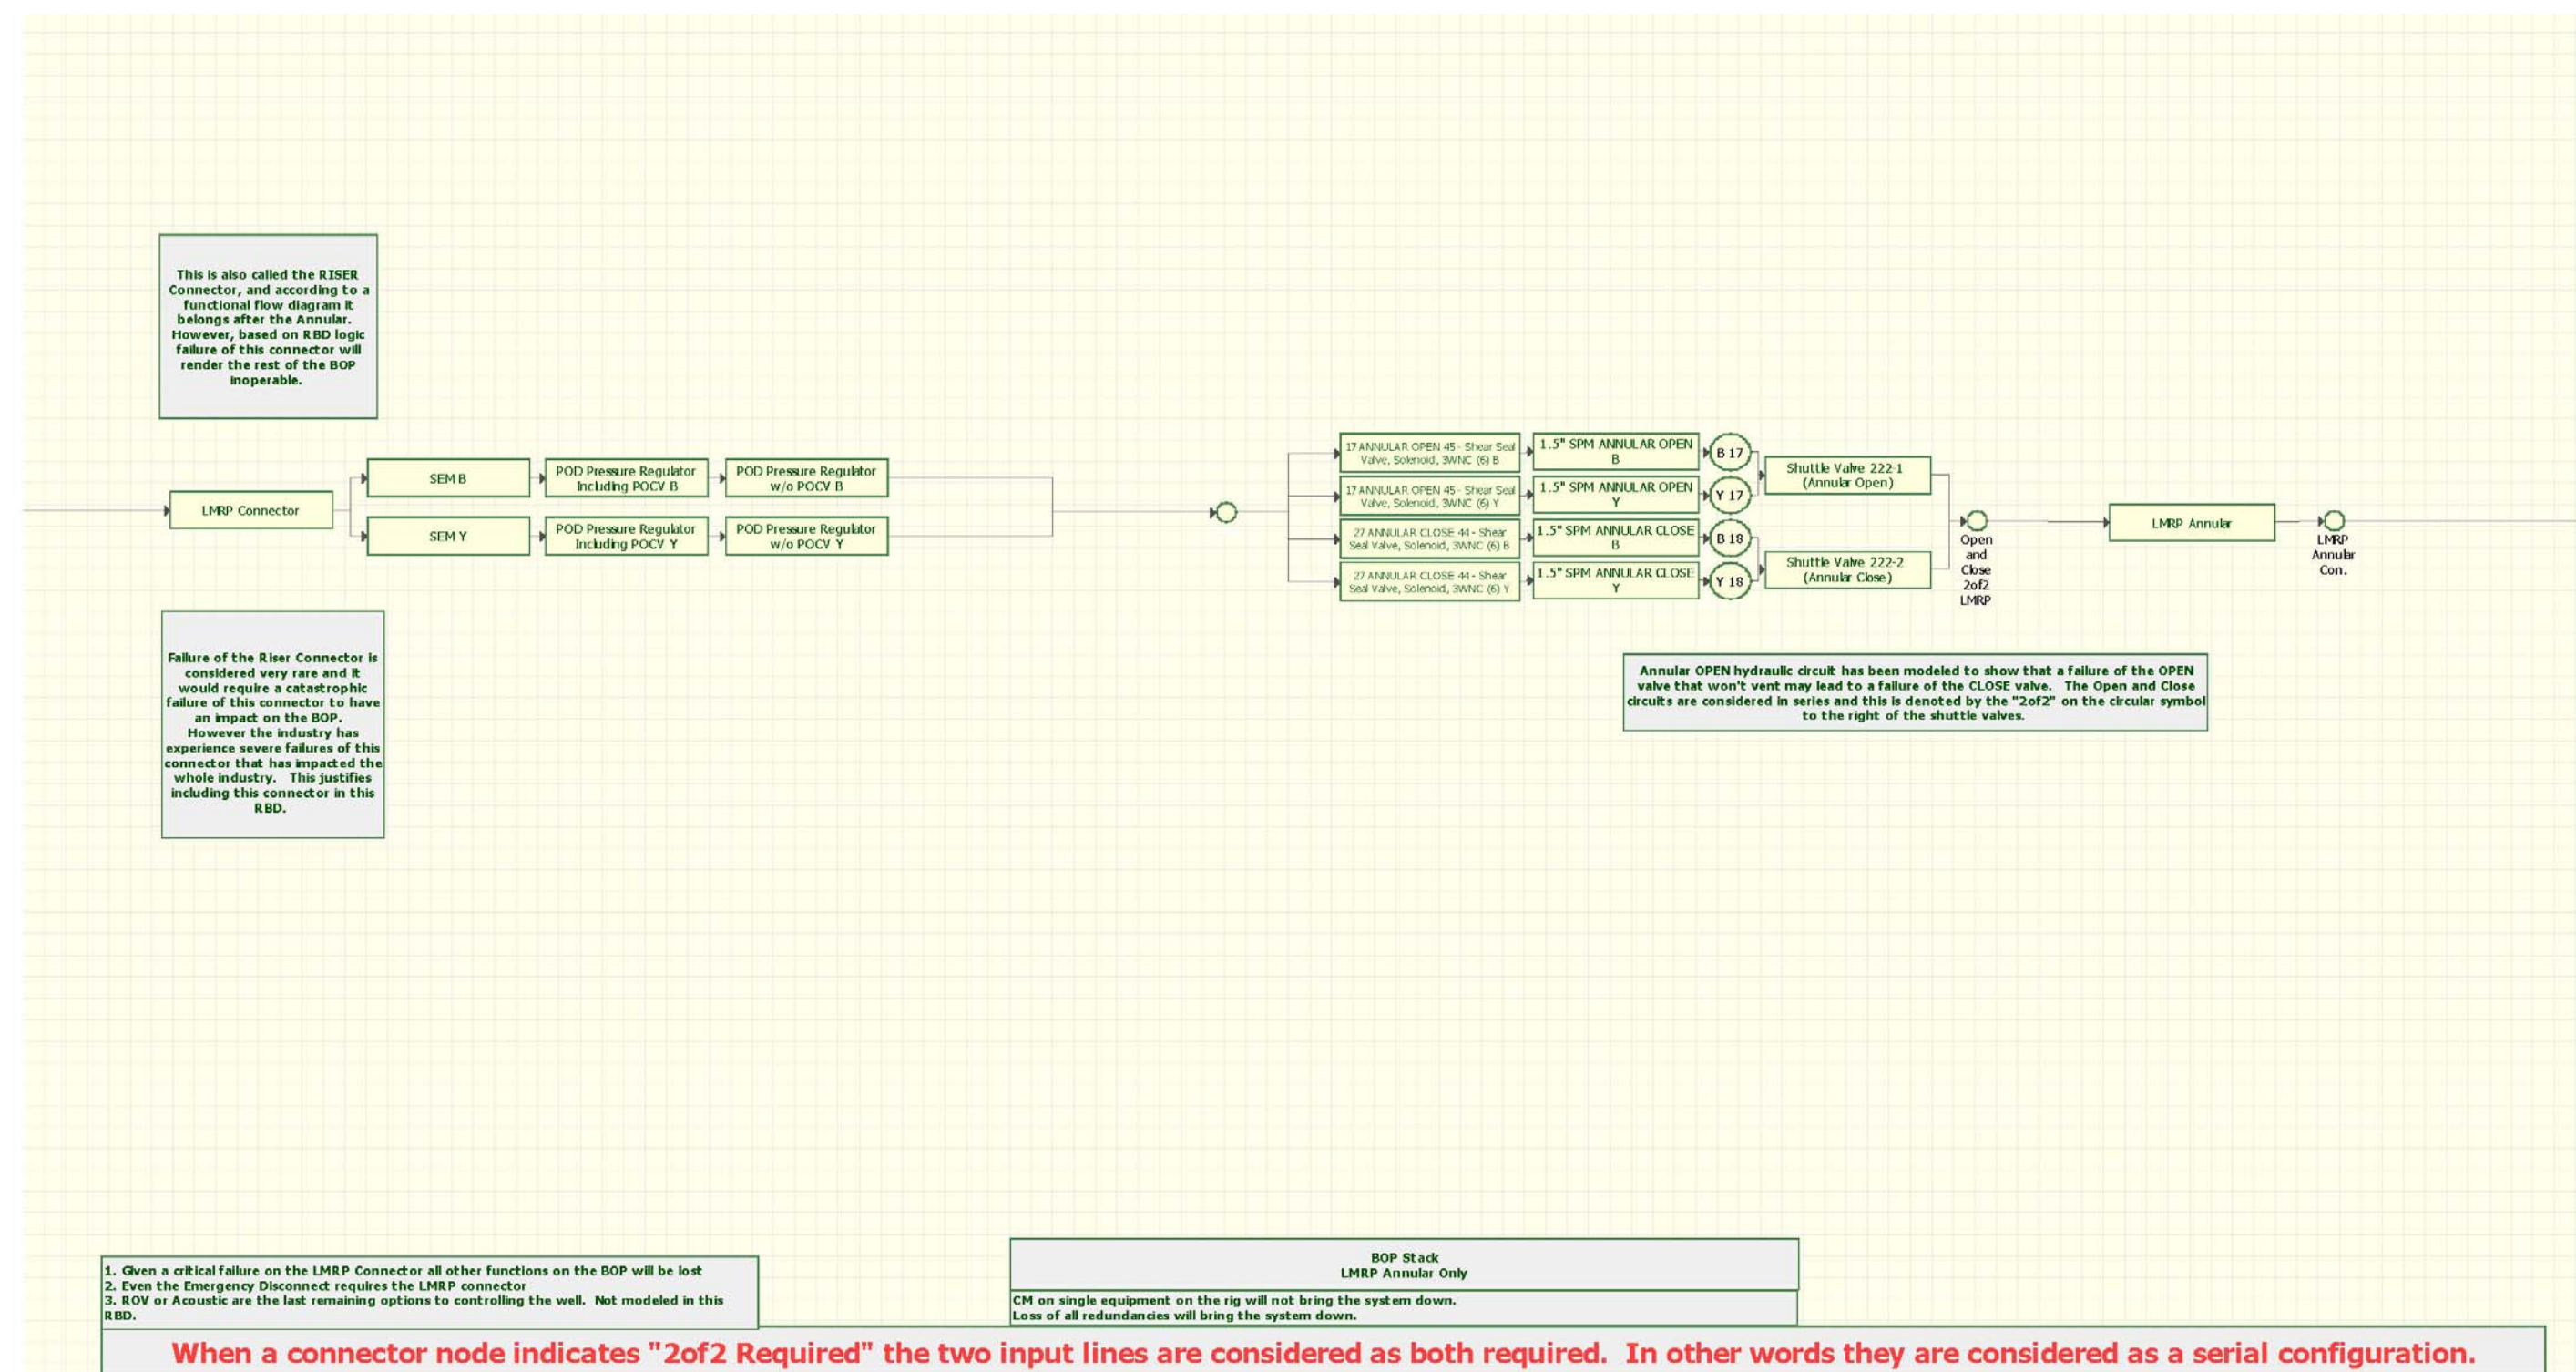 This is also called the RISER
Connector, and according to a
functional flow diagram it
belongs after the Annular.
However, based on RBD logic
failure of this connector will
render the rest of the BOP
inoperable.
LMRP Connector
SEM B
POD Pressure Regulator
Including POCV B
POD Pressure Regulator
w/o POCV B
SEM Y
POD Pressure Regulator
Including POCV Y
POD Pressure Regulator
w/o POCV Y
17 ANNULAR OPEN 45 - Shear Seal
Valve, Solenoid, 3WNC (6) B
1.5" SPM ANNULAR OPEN
B
B 17
17 ANNULAR OPEN 45 - Shear Seal
Valve, Solenoid, 3WNC (6) Y
1.5" SPM ANNULAR OPEN
Y
Y 17
Shuttle Valve 222-1
(Annular Open)
27 ANNULAR CLOSE 44 - Shear
Seal Valve, Solenoid, 3WNC (6) B
1.5" SPM ANNULAR CLOSE
B
B 18
27 ANNULAR CLOSE 44 - Shear
Seal Valve, Solenoid, 3WNC (6) Y
1.5" SPM ANNULAR CLOSE
Y
Y 18
Shuttle Valve 222-2
(Annular Close)
Open
and
Close
2of2
LMRP
LMRP Annular
LMRP
Annular
Con.
Failure of the Riser Connector is
considered very rare and it
would require a catastrophic
failure of this connector to have
an impact on the BOP.
However the industry has
experience severe failures of this
connector that has impacted the
whole industry. This justifies
including this connector in this
RBD.
Annular OPEN hydraulic circuit has been modeled to show that a failure of the OPEN
valve that won't vent may lead to a failure of the CLOSE valve. The Open and Close
circuits are considered in series and this is denoted by the "2of2" on the circular symbol
to the right of the shuttle valves.
1. Given a critical failure on the LMRP Connector all other functions on the BOP will be lost
2. Even the Emergency Disconnect requires the LMRP connector
3. ROV or Acoustic are the last remaining options to controlling the well. Not modeled in this
RBD.
BOP Stack
LMRP Annular Only
CM on single equipment on the rig will not bring the system down.
Loss of all redundancies will bring the system down.
When a connector node indicates "2of2 Required" the two input lines are considered as both required. In other words they are considered as a serial configuration.